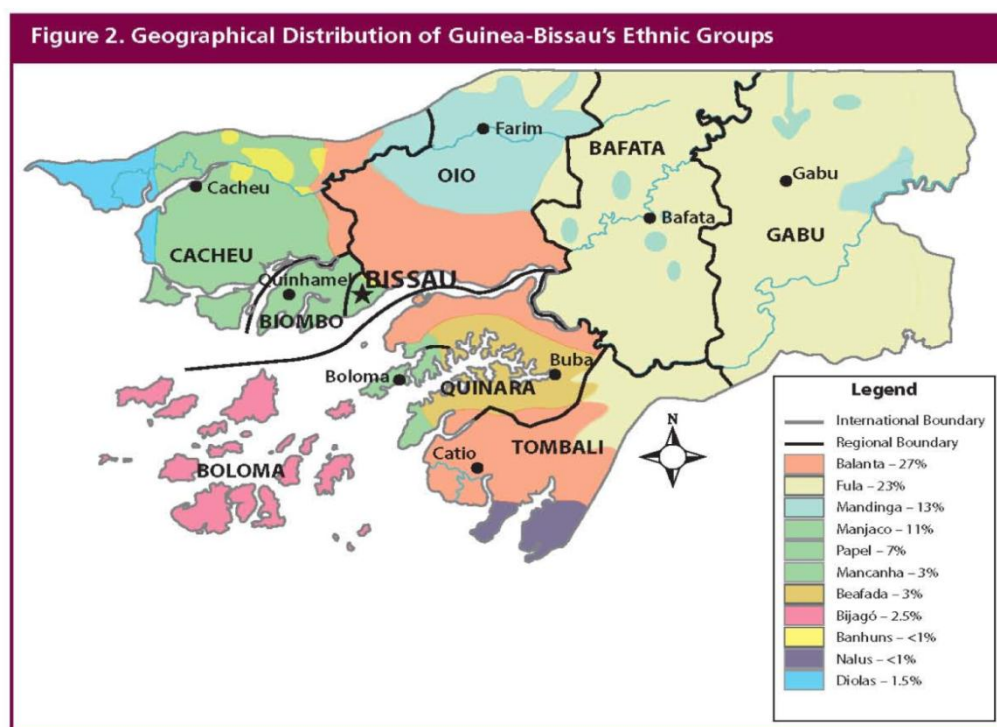 Figure 2. Geographical Distribution of Guinea-Bissau's Ethnic Groups
Farim
BAFATA
OIO
Gabu
Cacheu
Bafata
GABU
CACHEU
BISSAU
Quinhamel
BIOMBO
Boloma
Buba
QUINARA
BOLOMA
Catio
TOMBALI
N
Legend
International Boundary
Regional Boundary
Balanta – 27%
Fula – 23%
Mandinga – 13%
Manjaco – 11%
Papel – 7%
Mancanha – 3%
Beafada – 3%
Bijagó – 2.5%
Banhuns – <1%
Nalus – <1%
Diolas – 1.5%